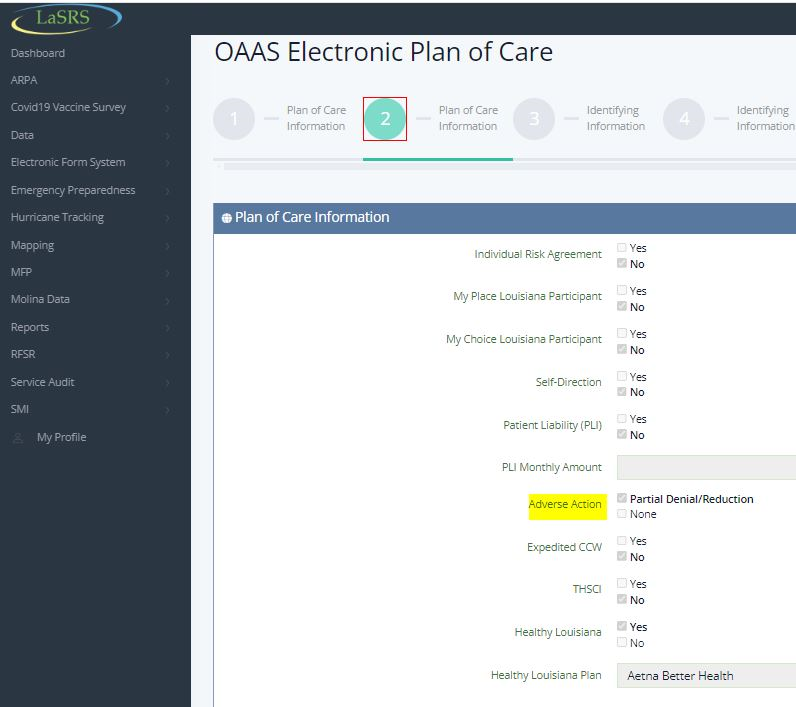 LaSRS
Dashboard
ARPA
Covid19 Vaccine Survey
Data
Electronic Form System
Emergency Preparedness
Hurricane Tracking
Mapping
MFP
Molina Data
Reports
RFSR
Service Audit
SMI
My Profile
OAAS Electronic Plan of Care
1
Plan of Care
Information
2
Plan of Care
Information
3
Identifying
Information
4
Identifying
Information
Plan of Care Information
Individual Risk Agreement
Yes
No
My Place Louisiana Participant
Yes
No
My Choice Louisiana Participant
Yes
No
Self-Direction
Yes
No
Patient Liability (PLI)
Yes
No
PLI Monthly Amount
Adverse Action
Partial Denial/Reduction
None
Expedited CCW
Yes
No
THSCI
Yes
No
Healthy Louisiana
Yes
No
Healthy Louisiana Plan
Aetna Better Health